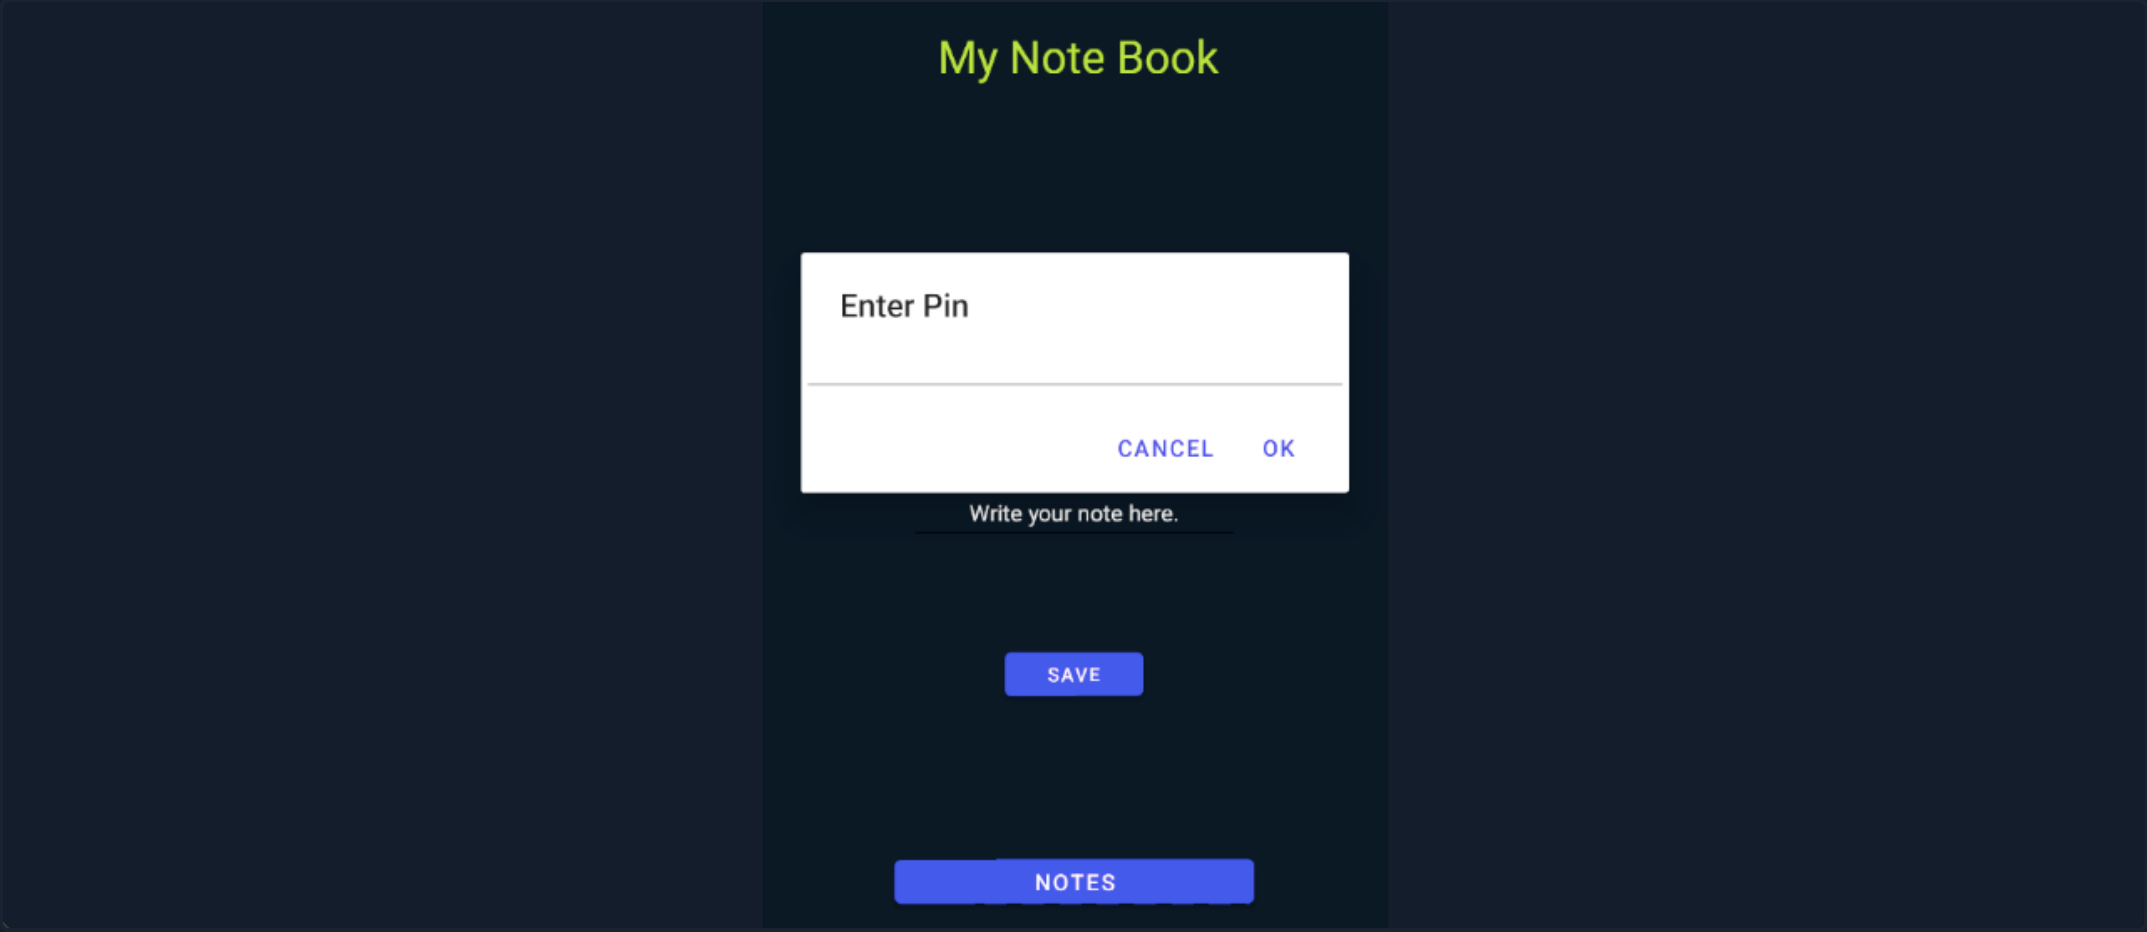 My Note Book
Enter Pin
CANCEL OK
Write your note here.
SAVE
NOTES